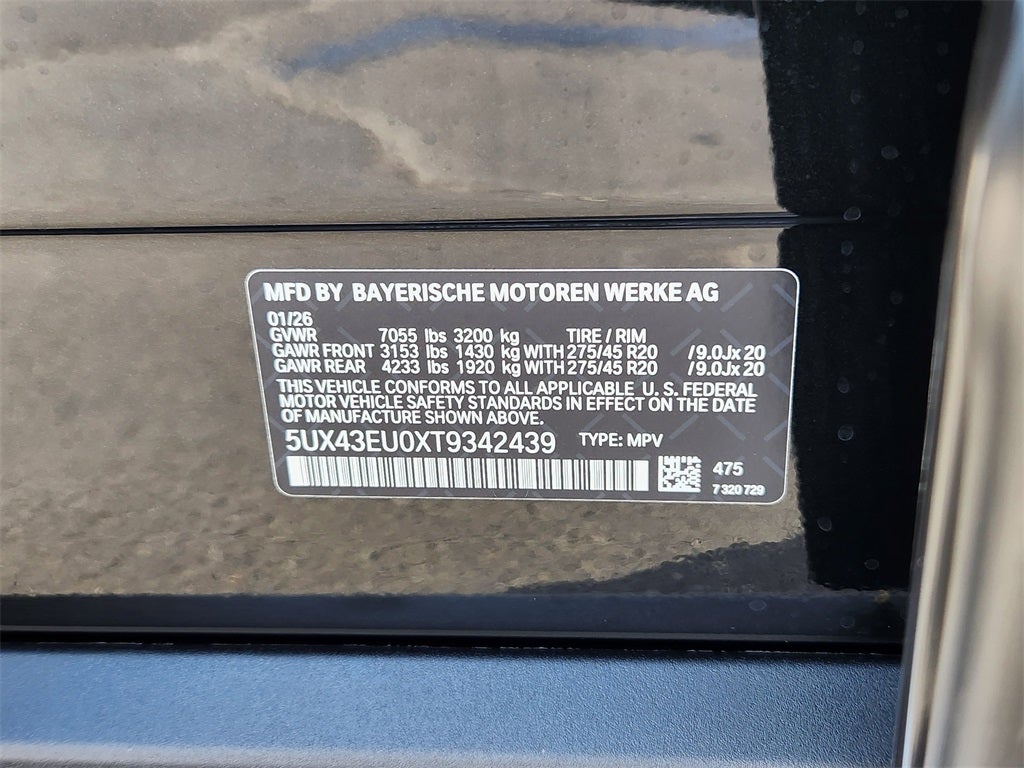 MFD BY BAYERISCHE MOTOREN WERKE AG
01/26
GVWR 7055 lbs 3200 kg TIRE / RIM
GAWR FRONT 3153 lbs 1430 kg WITH 275/45 R20 / 9.0Jx 20
GAWR REAR 4233 lbs 1920 kg WITH 275/45 R20 / 9.0Jx 20
THIS VEHICLE CONFORMS TO ALL APPLICABLE U. S. FEDERAL
MOTOR VEHICLE SAFETY STANDARDS IN EFFECT ON THE DATE
OF MANUFACTURE SHOWN ABOVE.
5UX43EU0XT9342439 TYPE: MPV
475
7 320 729